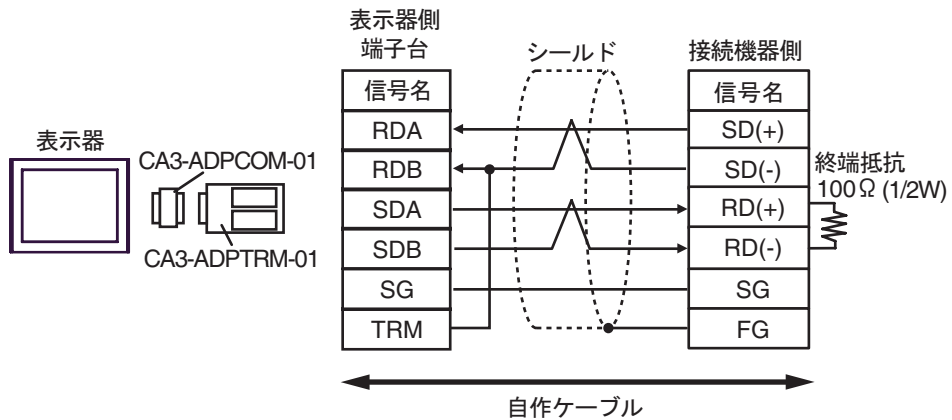 表示器側
端子台
シールド
接続機器側
信号名
信号名
RDA
SD(+)
表示器
CA3-ADPCOM-01
RDB
SD(-)
終端抵抗
100Ω (1/2W)
SDA
RD(+)
CA3-ADPTRM-01
SDB
RD(-)
SG
SG
TRM
FG
自作ケーブル